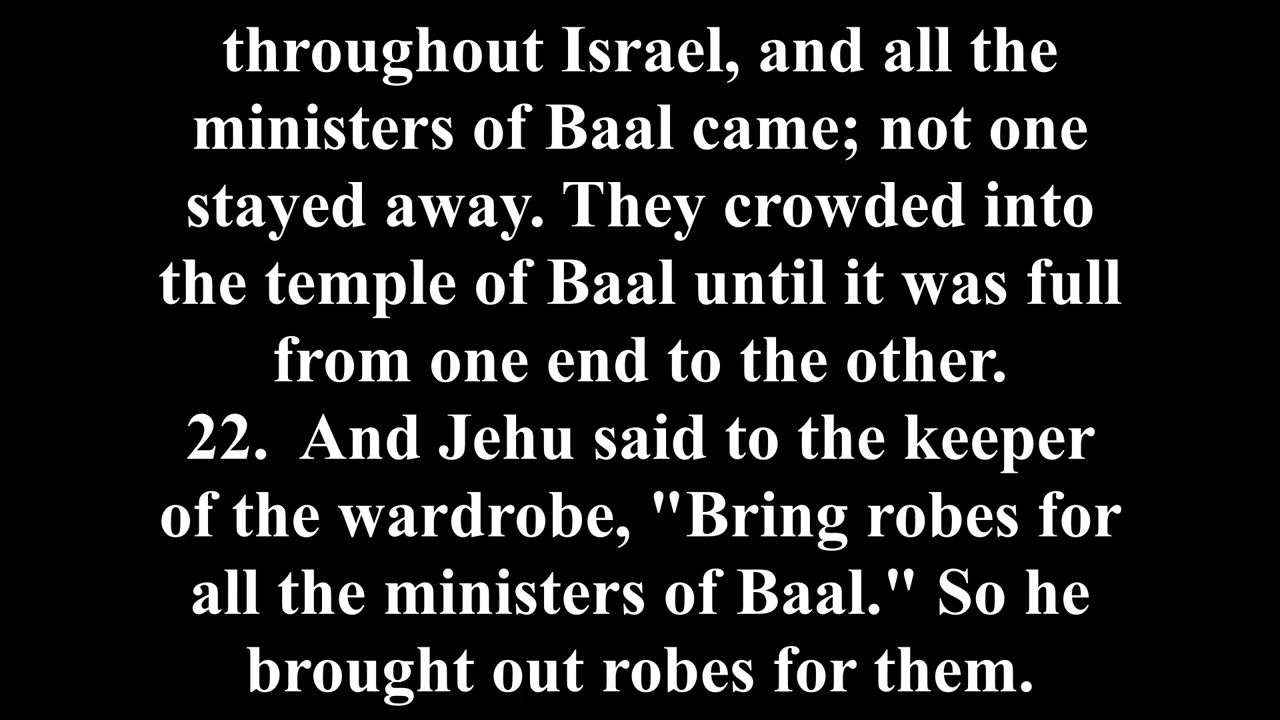 throughout Israel, and all the
ministers of Baal came; not one
stayed away. They crowded into
the temple of Baal until it was full
from one end to the other.
22.  And Jehu said to the keeper
of the wardrobe, "Bring robes for
all the ministers of Baal." So he
brought out robes for them.